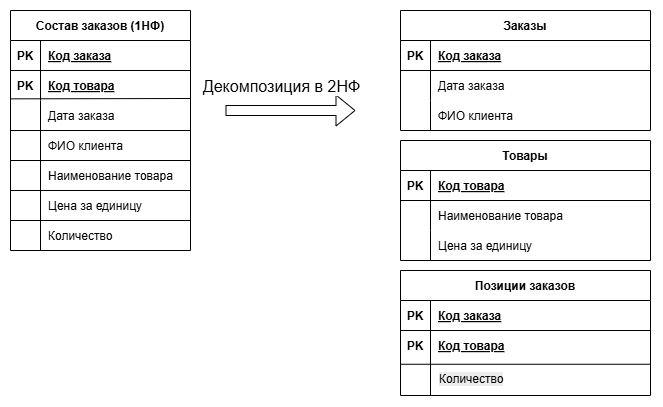 Состав заказов (1НФ)
PK Код заказа
PK Код товара
Дата заказа
ФИО клиента
Наименование товара
Цена за единицу
Количество
Декомпозиция в 2НФ
Заказы
PK Код заказа
Дата заказа
ФИО клиента
Товары
PK Код товара
Наименование товара
Цена за единицу
Позиции заказов
PK Код заказа
PK Код товара
Количество